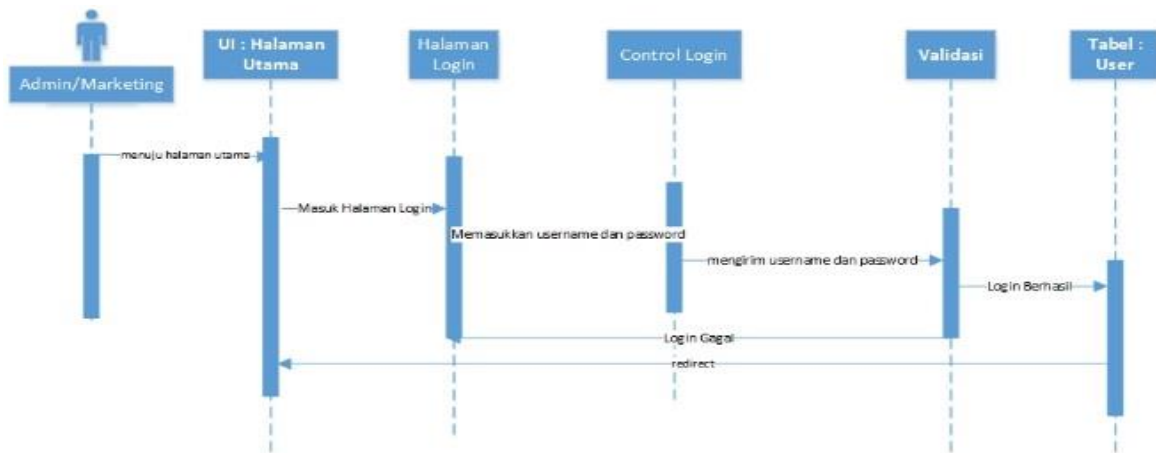 Admin/Marketing
UI : Halaman
Utama
Halaman
Login
Control Login
Validasi
Tabel :
User
menuju halaman utama
Masuk Halaman Login
Memasukkan username dan password
mengirim username dan password
Login Berhasil
Login Gagal
redirect